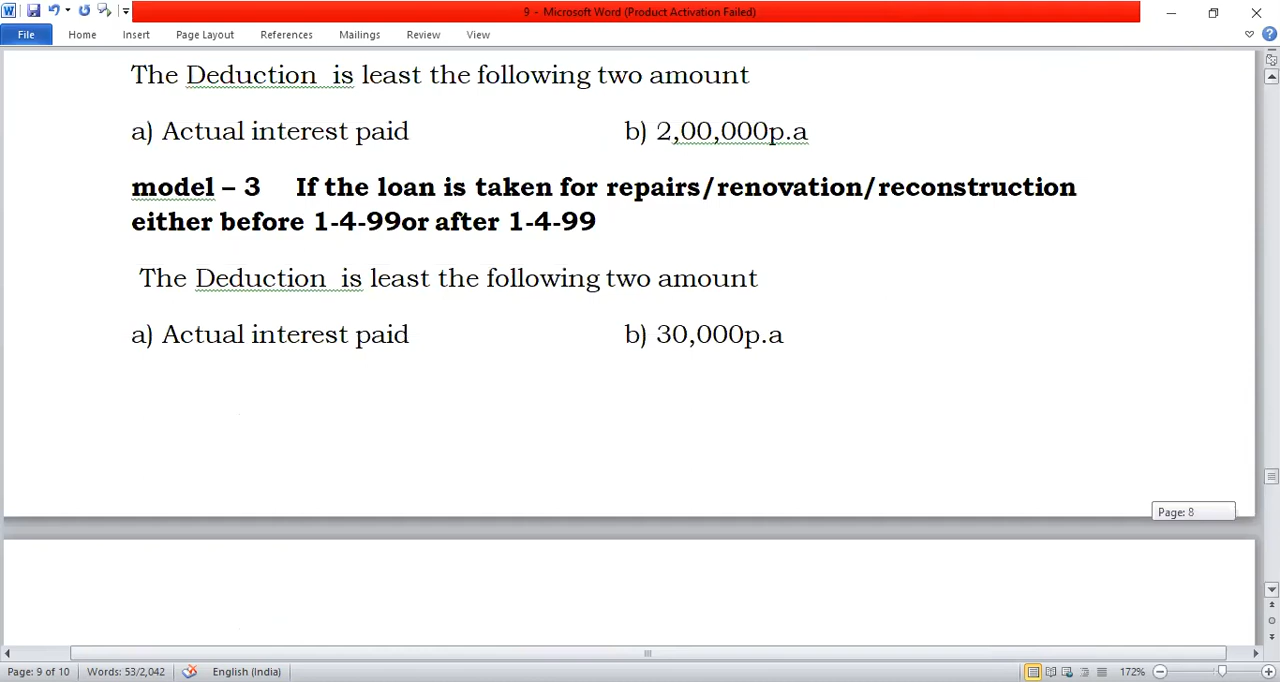 9 - Microsoft Word (Product Activation Failed)
File Home Insert Page Layout References Mailings Review View
The Deduction is least the following two amount
a) Actual interest paid b) 2,00,000p.a
model – 3 If the loan is taken for repairs/renovation/reconstruction
either before 1-4-99or after 1-4-99
The Deduction is least the following two amount
a) Actual interest paid b) 30,000p.a
Page: 8
Page: 9 of 10 Words: 53/2,042 English (India) 172%